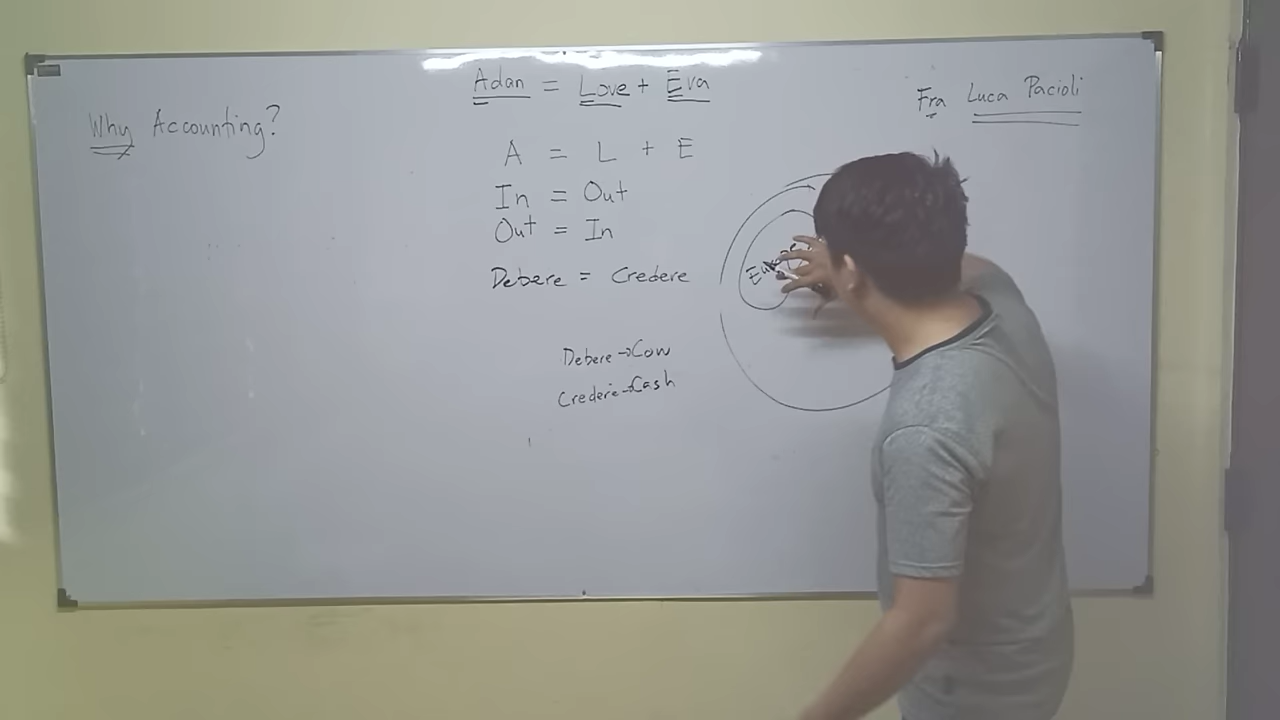 Why Accounting?
Adan = Love + Eva
A = L + E
In = Out
Out = In
Debere = Credere
Debere → Cow
Credere → Cash
Fra Luca Pacioli